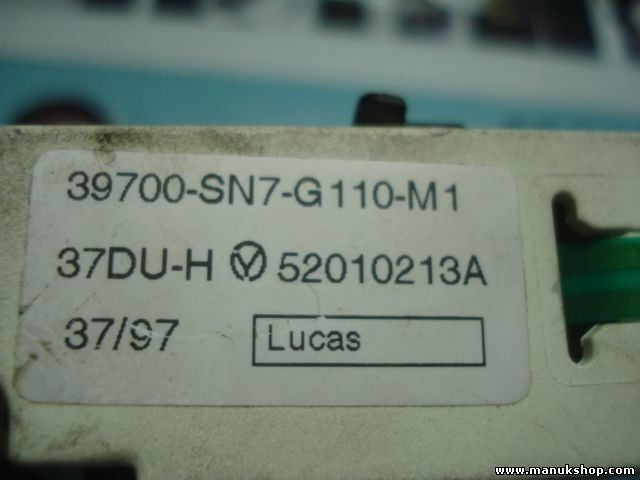 39700-SN7-G110-M1
37DU-H Ⓥ 52010213A
37/97
Lucas
www.manukshop.com